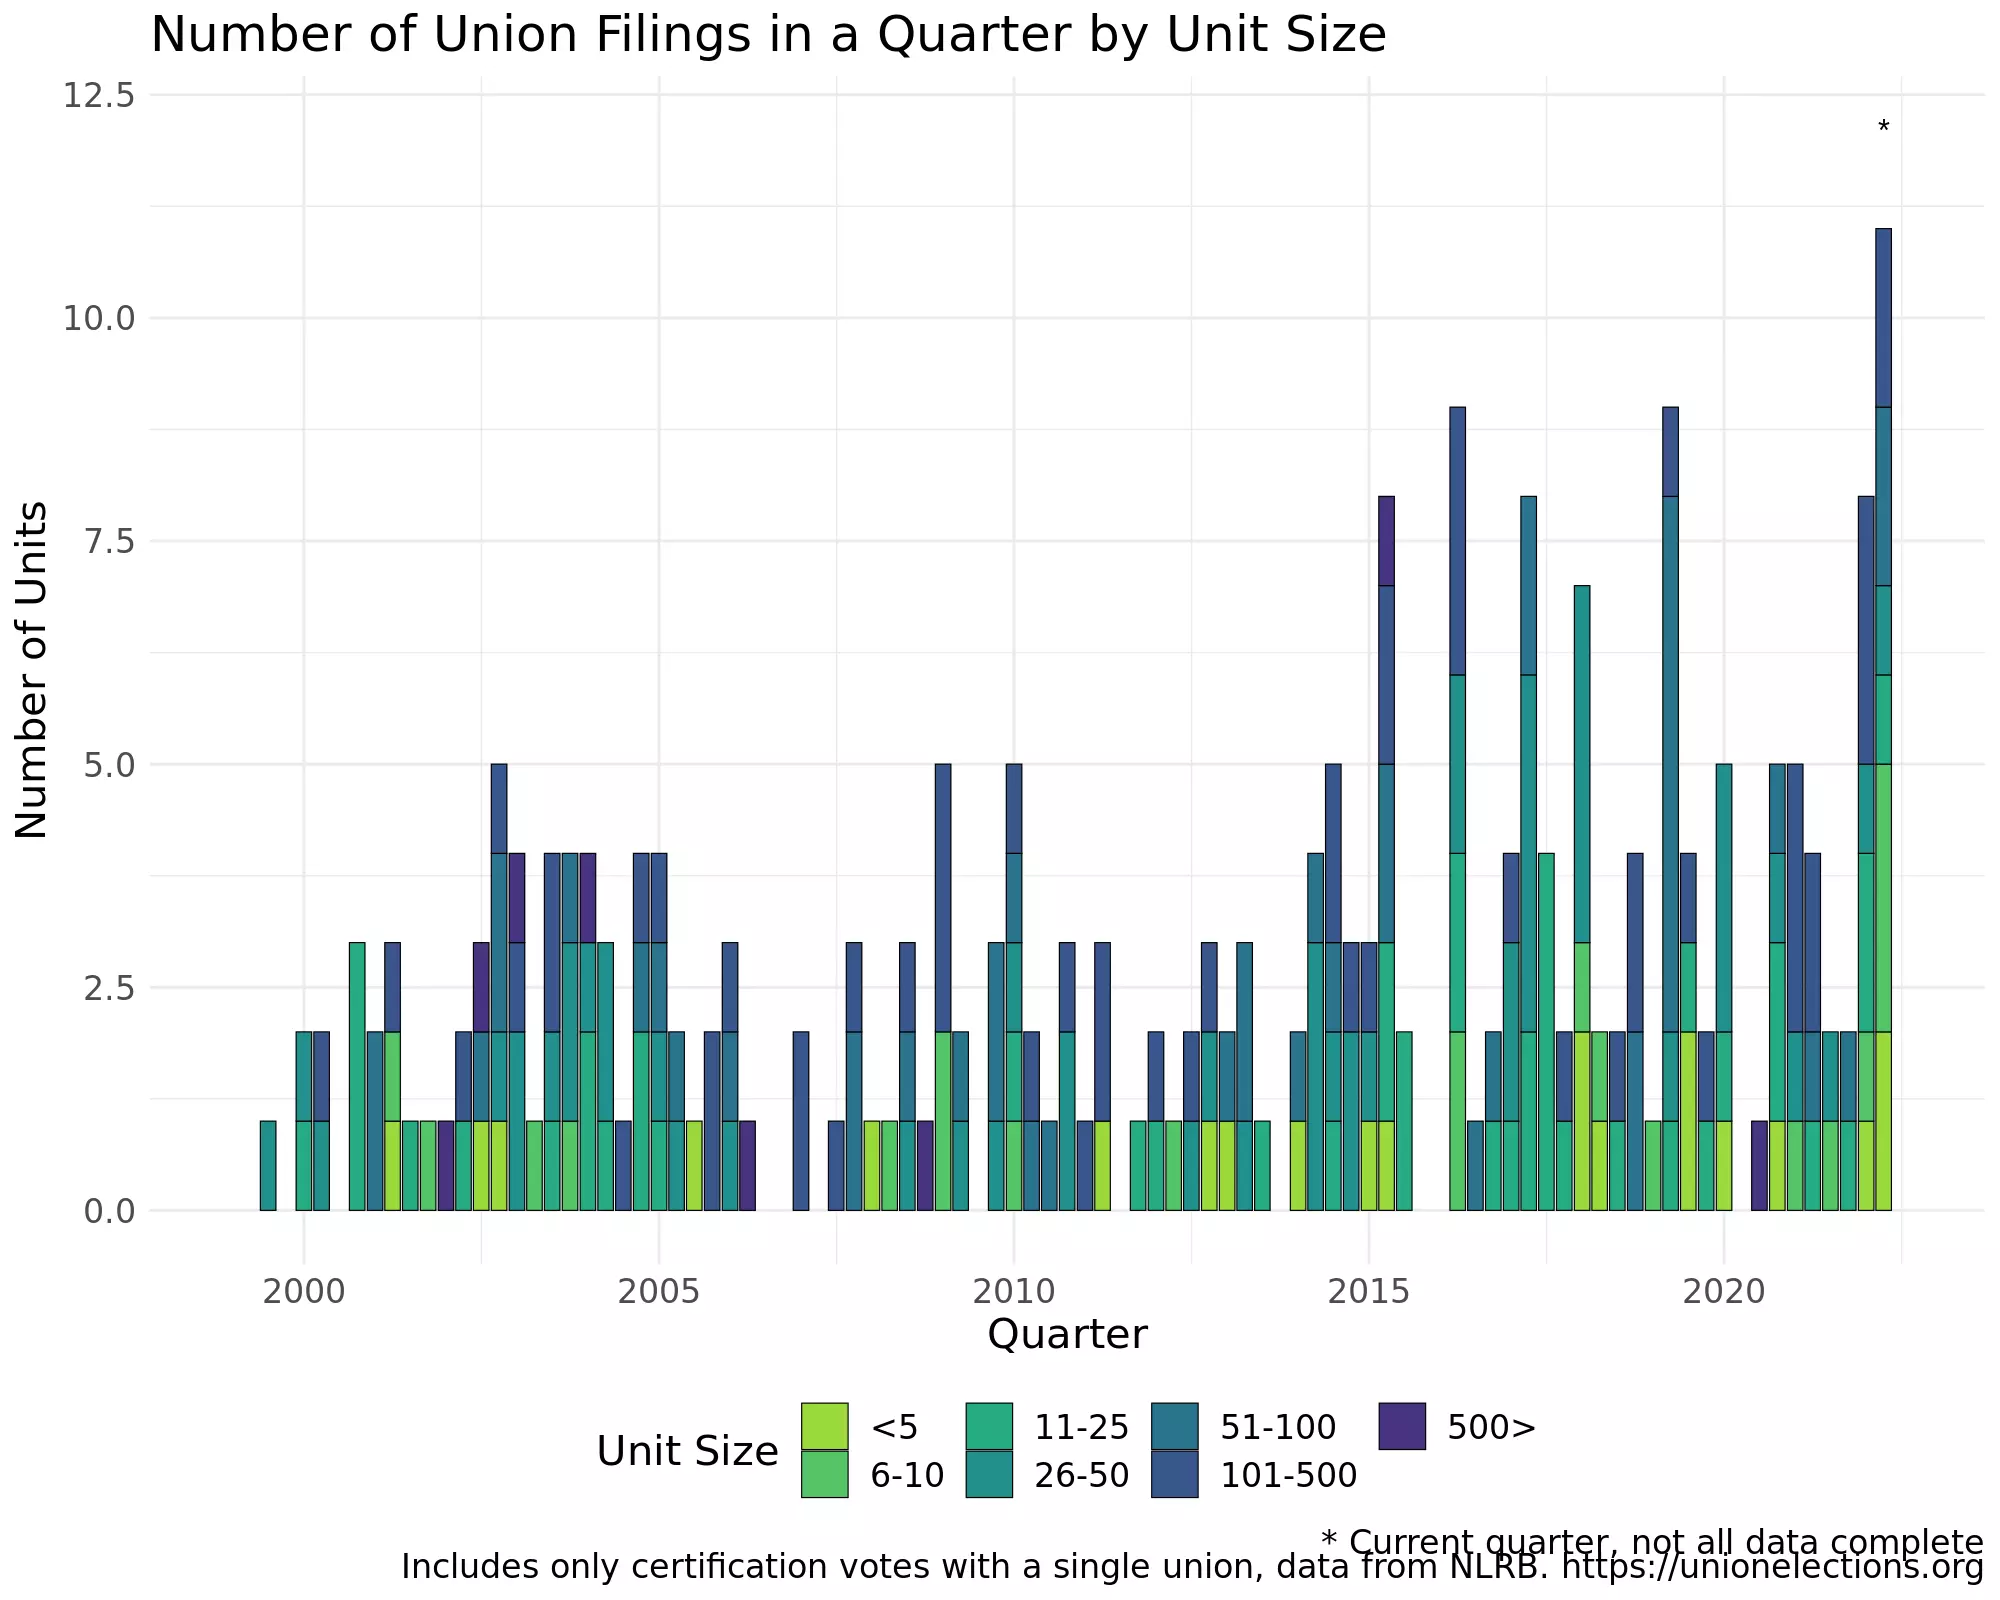 Number of Union Filings in a Quarter by Unit Size
12.5
*
10.0
7.5
5.0
2.5
0.0
Number of Units
2000 2005 2010 2015 2020
Quarter
Unit Size
<5 11-25 51-100 500>
6-10 26-50 101-500
* Current quarter, not all data complete
Includes only certification votes with a single union, data from NLRB. https://unionelections.org